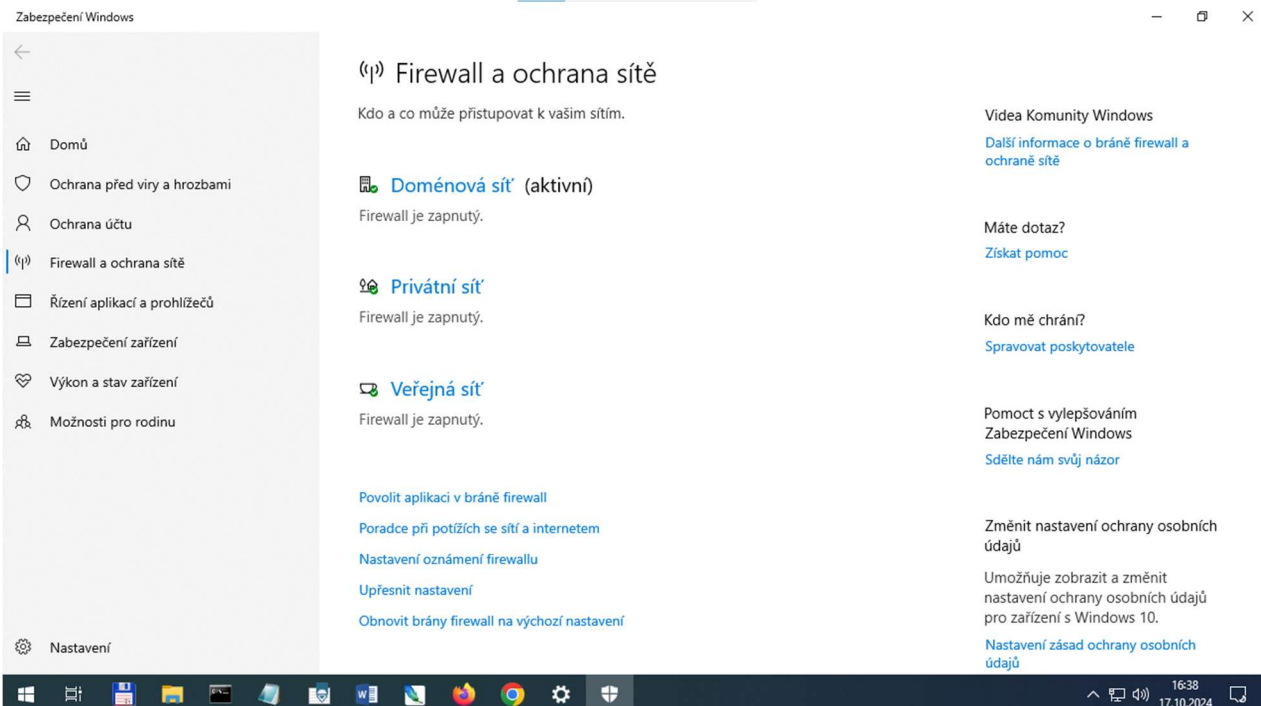 Zabezpečení Windows
Domů
Ochrana před viry a hrozbami
Ochrana účtu
Firewall a ochrana sítě
Řízení aplikací a prohlížečů
Zabezpečení zařízení
Výkon a stav zařízení
Možnosti pro rodinu
Nastavení
Firewall a ochrana sítě
Kdo a co může přistupovat k vašim sítím.
Doménová síť (aktivní)
Firewall je zapnutý.
Privátní síť
Firewall je zapnutý.
Veřejná síť
Firewall je zapnutý.
Povolit aplikaci v bráně firewall
Poradce při potížích se sítí a internetem
Nastavení oznámení firewallu
Upřesnit nastavení
Obnovit brány firewall na výchozí nastavení
Videa Komunity Windows
Další informace o bráně firewall a
ochraně sítě
Máte dotaz?
Získat pomoc
Kdo mě chrání?
Spravovat poskytovatele
Pomoct s vylepšováním
Zabezpečení Windows
Sdělte nám svůj názor
Změnit nastavení ochrany osobních
údajů
Umožňuje zobrazit a změnit
nastavení ochrany osobních údajů
pro zařízení s Windows 10.
Nastavení zásad ochrany osobních
údajů
16:38
17.10.2024